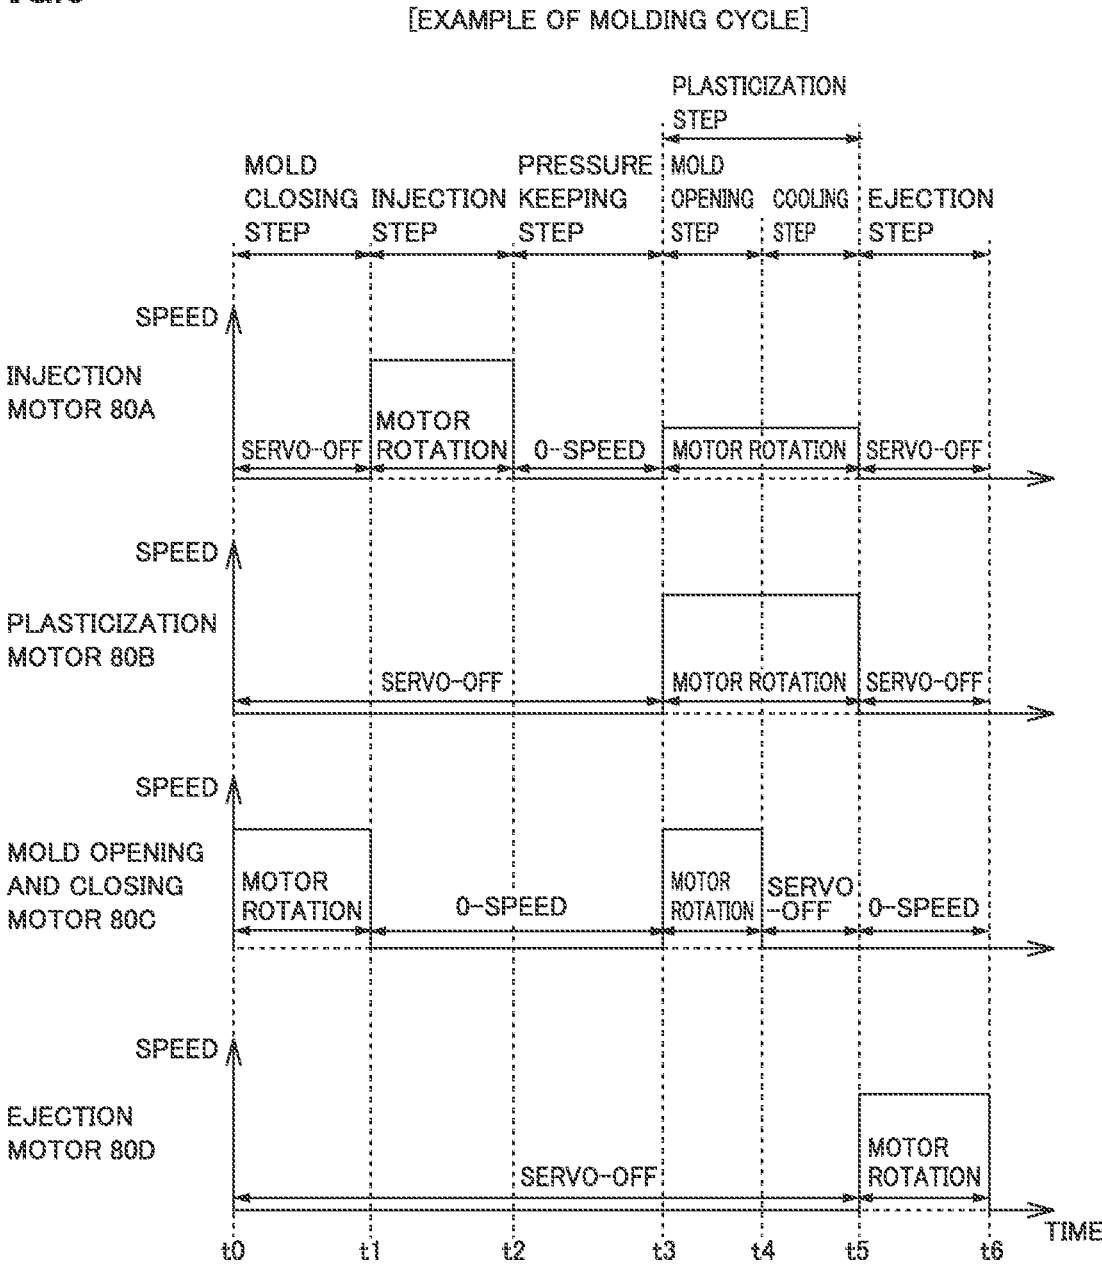 [EXAMPLE OF MOLDING CYCLE]
PLASTICIZATION
STEP
MOLD
CLOSING
STEP
INJECTION
STEP
PRESSURE
KEEPING
STEP
MOLD
OPENING
STEP
COOLING
STEP
EJECTION
STEP
SPEED
INJECTION
MOTOR 80A
SERVO-OFF
MOTOR
ROTATION
0-SPEED
MOTOR ROTATION
SERVO-OFF
SPEED
PLASTICIZATION
MOTOR 80B
SERVO-OFF
MOTOR ROTATION
SERVO-OFF
SPEED
MOLD OPENING
AND CLOSING
MOTOR 80C
MOTOR
ROTATION
0-SPEED
MOTOR
ROTATION
SERVO
-OFF
0-SPEED
SPEED
EJECTION
MOTOR 80D
SERVO-OFF
MOTOR
ROTATION
TIME
t0 t1 t2 t3 t4 t5 t6